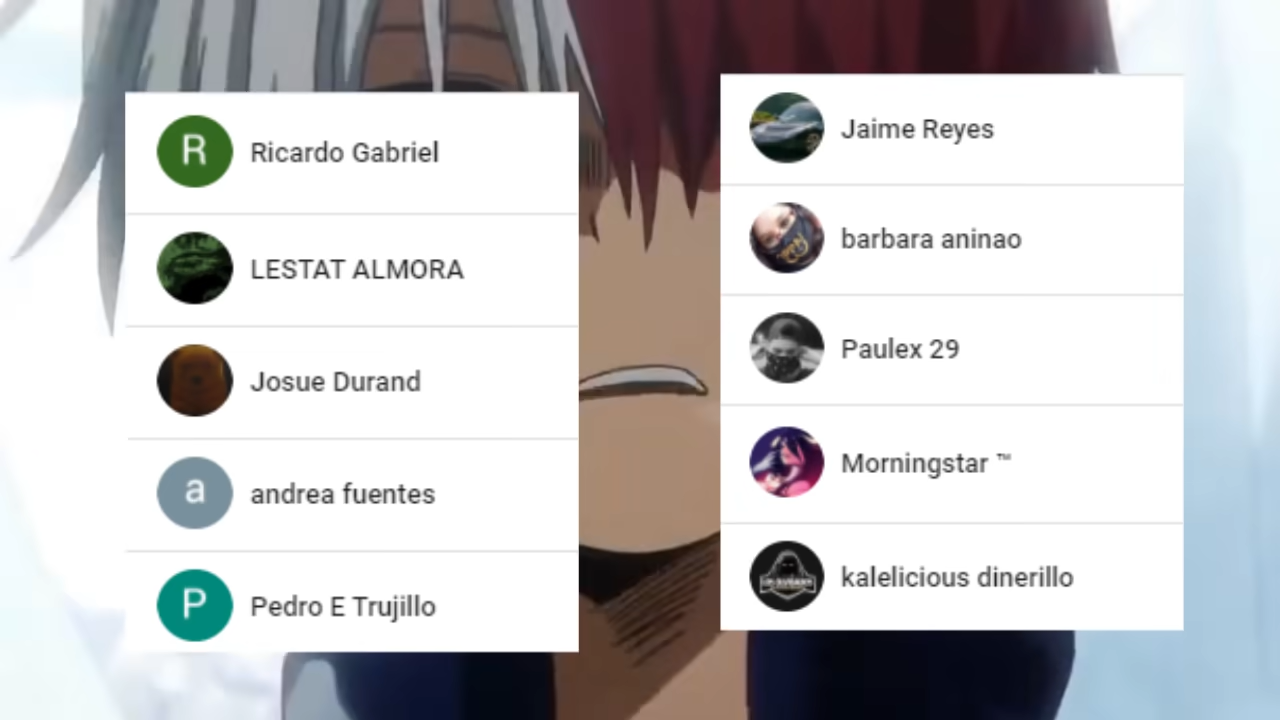 R
Ricardo Gabriel
LESTAT ALMORA
Josue Durand
a
andrea fuentes
P
Pedro E Trujillo
Jaime Reyes
barbara aninao
Paulex 29
Morningstar ™
kalelicious dinerillo